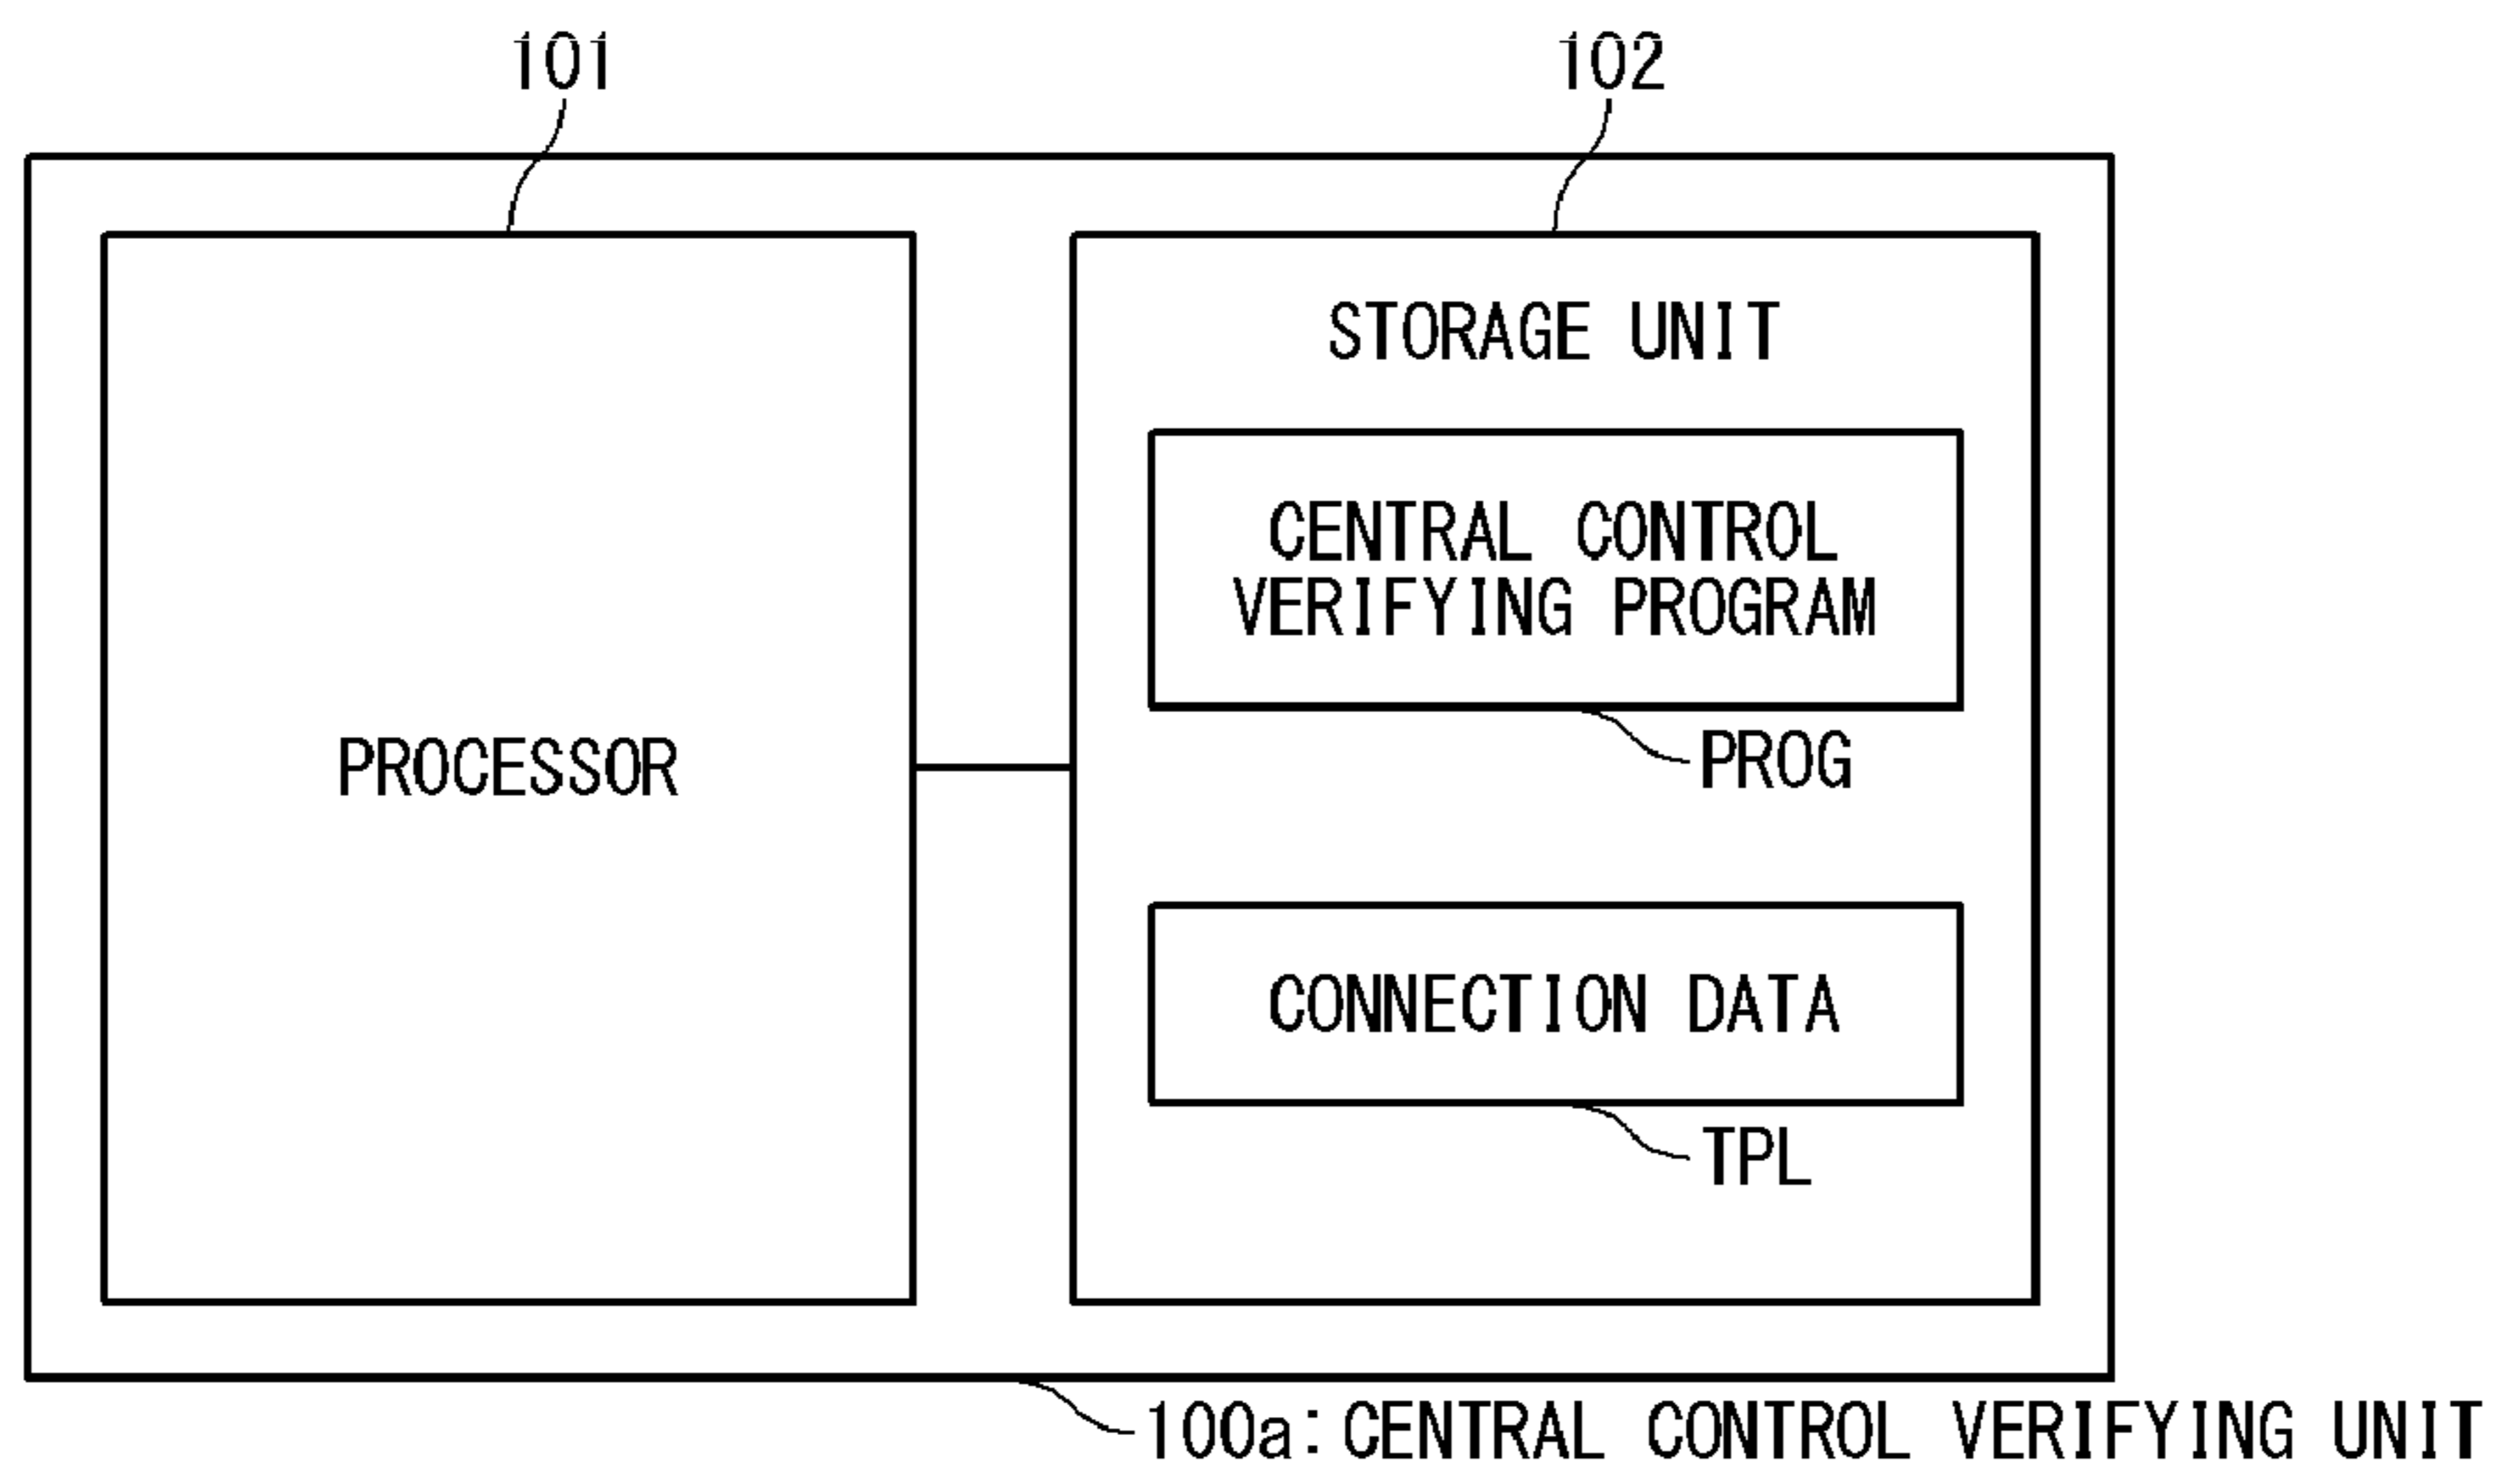 101
102
STORAGE UNIT
CENTRAL CONTROL
VERIFYING PROGRAM
PROG
PROCESSOR
CONNECTION DATA
TPL
100a:CENTRAL CONTROL VERIFYING UNIT